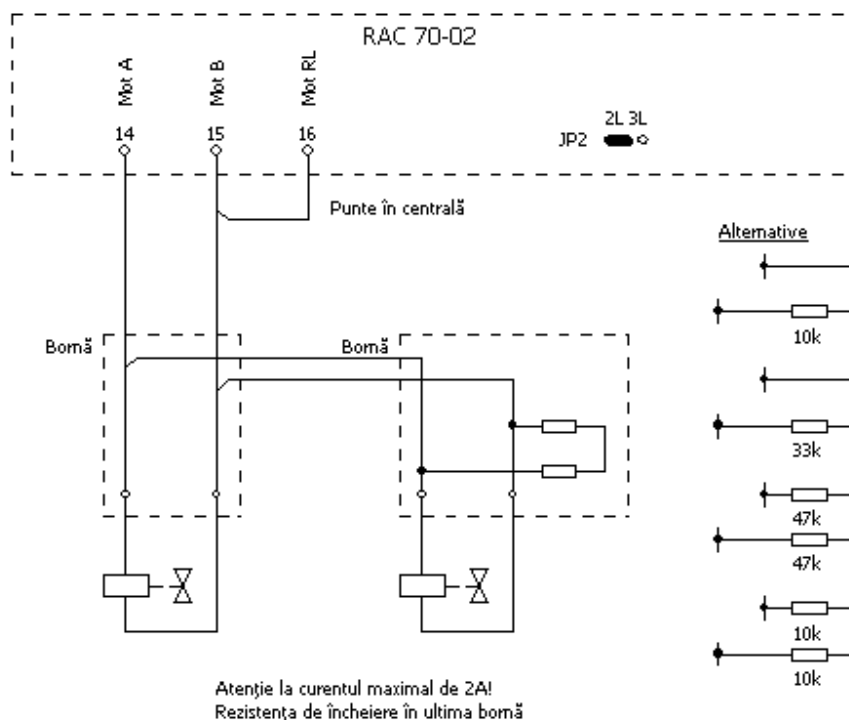 RAC 70-02
Mot A
Mot B
Mot RL
14
15
16
2L 3L
JP2
Punte în centrală
Alternative
10k
Bornă
Bornă
33k
47k
47k
10k
10k
Atenție la curentul maximal de 2A!
Rezistența de încheiere în ultima bornă